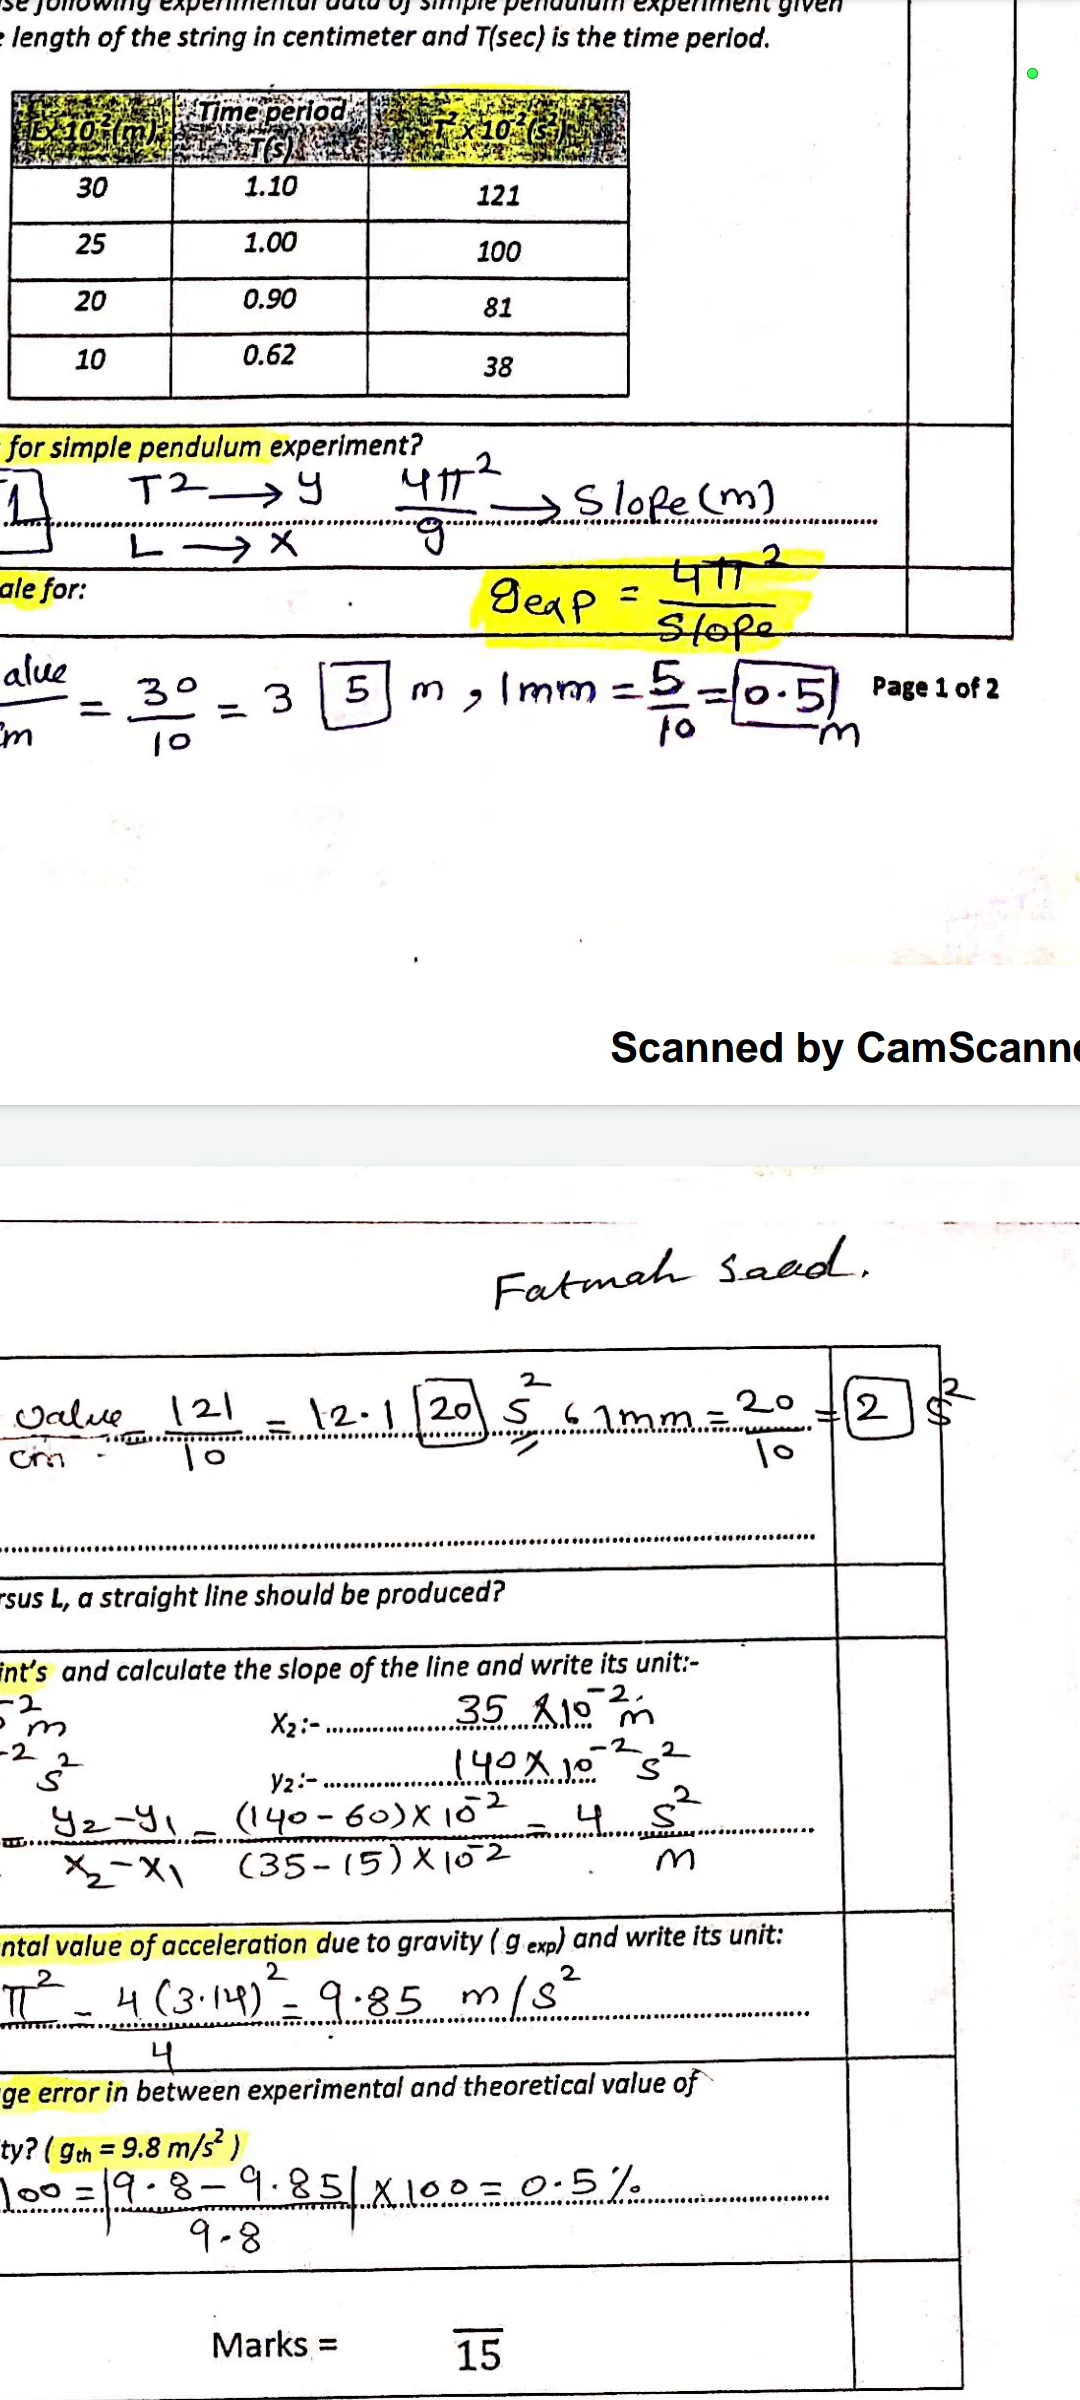 se following experimental data of simple pendulum experiment given
length of the string in centimeter and T(sec) is the time period.
Lx10⁻²(m) Time period T(s) T²x10⁻²(s²)
30 1.10 121
25 1.00 100
20 0.90 81
10 0.62 38
for simple pendulum experiment?
T2 → y 4π²/g → Slope (m)
L → X
ale for:
gexp = 4π²/Slope
alue/cm = 30/10 = 3 5 m , 1mm = 5/10 = 0.5 m
Page 1 of 2
Scanned by CamScanne
Fatmah Saad.
Value/cm = 121/10 = 12.1 20 s² 1mm = 20/10 = 2 s²
rsus L, a straight line should be produced?
int's and calculate the slope of the line and write its unit:-
⁻²m X₂:- 35 X10⁻² m
⁻² s² y₂:- 140X10⁻² s²
= y₂-y₁/x₂-x₁ = (140-60)X10⁻²/(35-15)X10⁻² = 4 s²/m
ntal value of acceleration due to gravity ( g exp) and write its unit:
π² = 4(3.14)²/4 = 9.85 m/s²
ge error in between experimental and theoretical value of
ty? ( gth = 9.8 m/s² )
100 = |9.8-9.85/9.8| X100 = 0.5%
Marks = 15